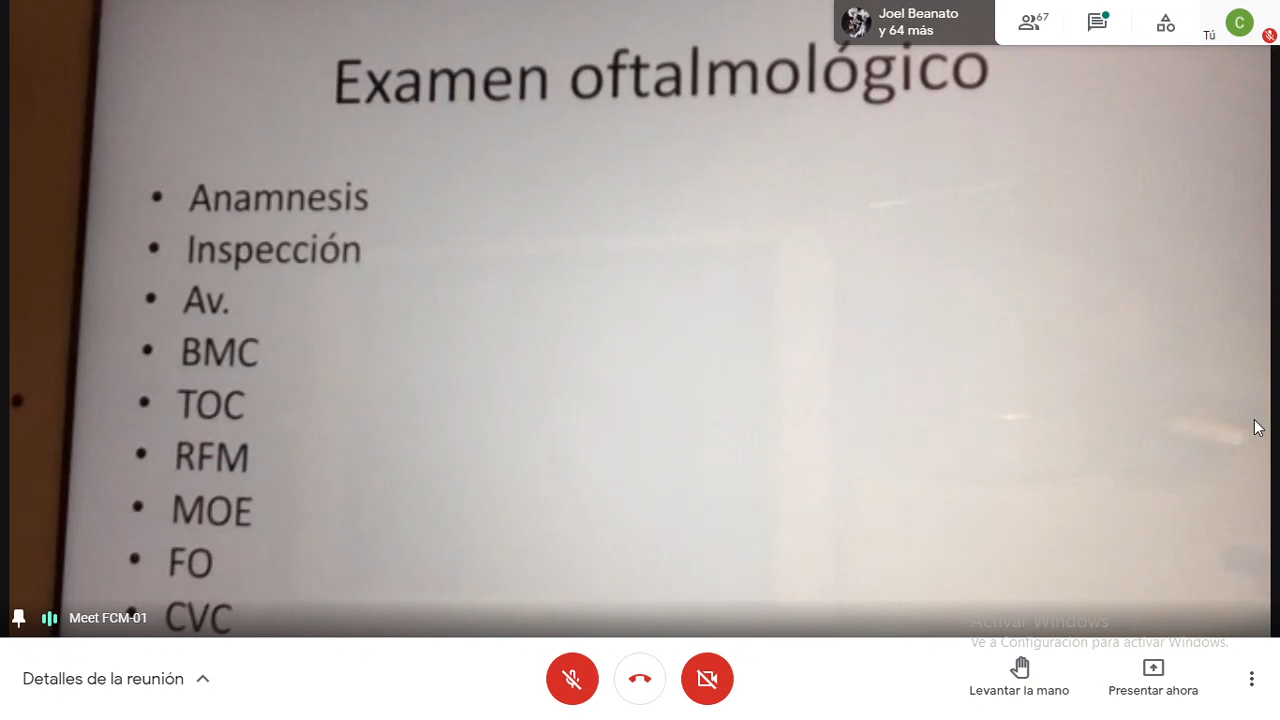 Joel Beanato
y 64 más
67
Tú
C
Examen oftalmológico
• Anamnesis
• Inspección
• Av.
• BMC
• TOC
• RFM
• MOE
• FO
• CVC
Meet FCM-01
Activar Windows
Ve a Configuración para activar Windows.
Detalles de la reunión
Levantar la mano
Presentar ahora